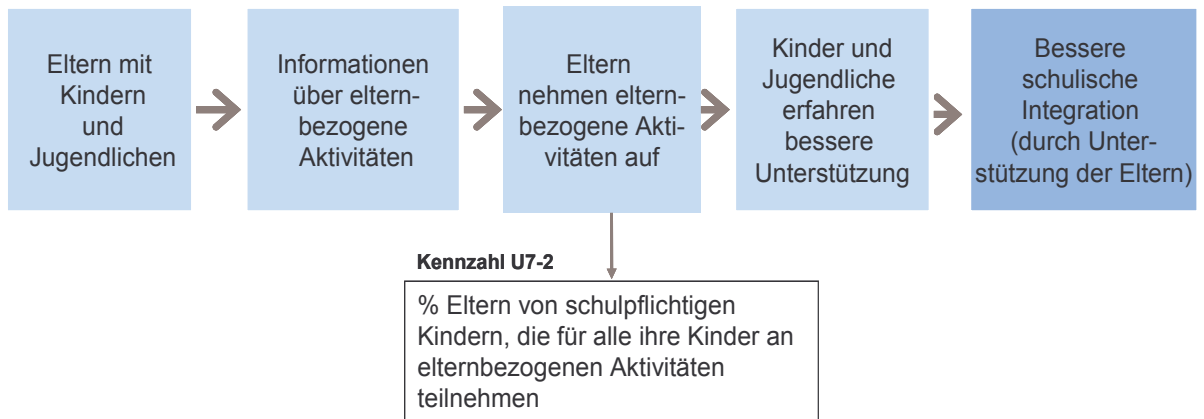 Eltern mit
Kindern
und
Jugendlichen
Informationen
über eltern-
bezogene
Aktivitäten
Eltern
nehmen eltern-
bezogene Akti-
vitäten auf
Kinder und
Jugendliche
erfahren
bessere
Unterstützung
Bessere
schulische
Integration
(durch Unter-
stützung der Eltern)
Kennzahl U7-2
% Eltern von schulpflichtigen
Kindern, die für alle ihre Kinder an
elternbezogenen Aktivitäten
teilnehmen